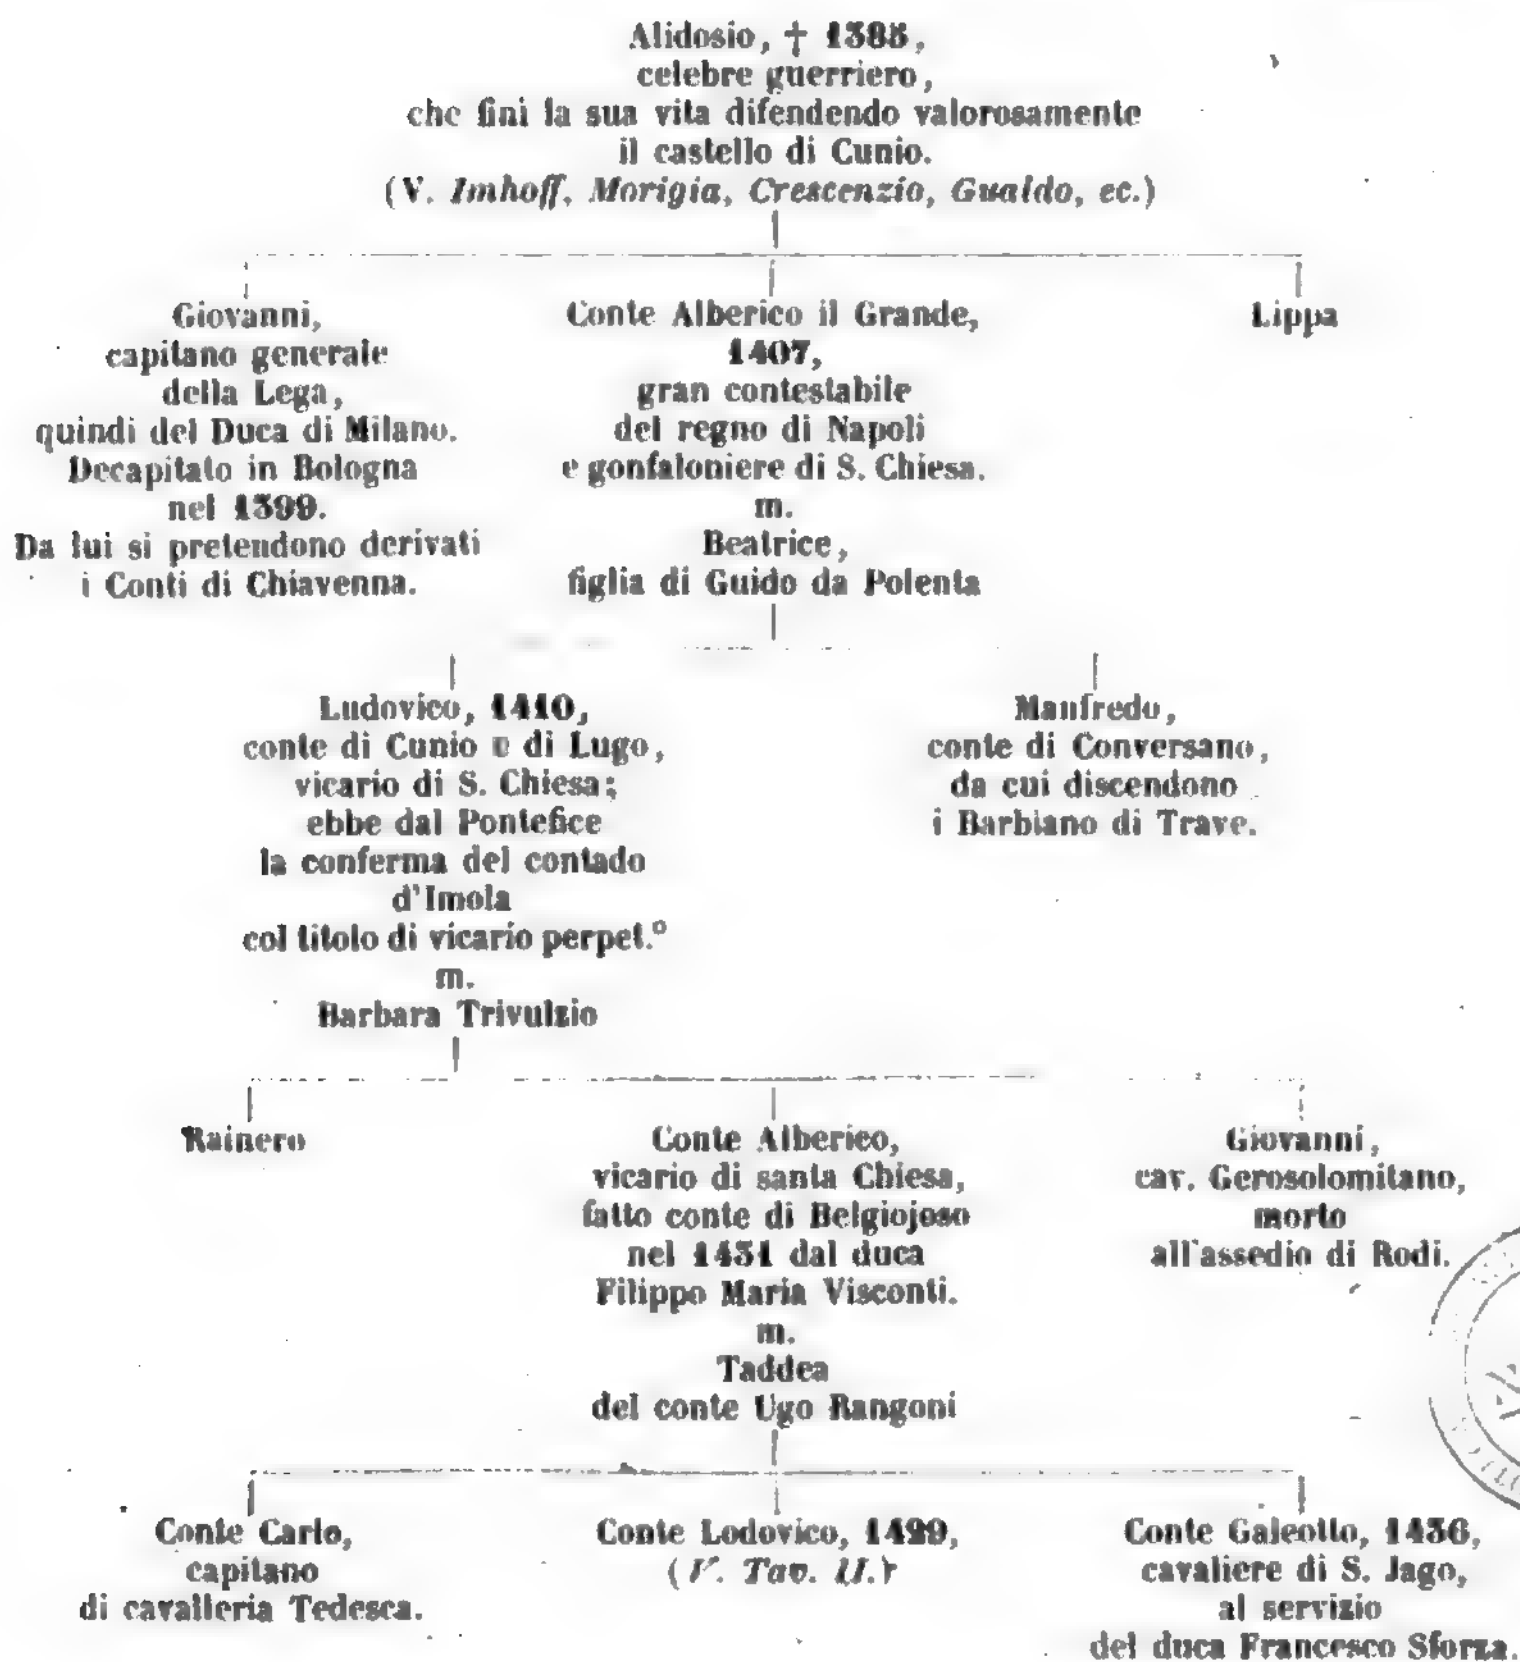 Alidosio, † 1385,
celebre guerriero,
che finì la sua vita difendendo valorosamente
il castello di Cunio.
(V. Imhoff, Morigia, Crescenzio, Gualdo, ec.)
Giovanni,
capitano generale
della Lega,
quindi del Duca di Milano.
Decapitato in Bologna
nel 1399.
Da lui si pretendono derivati
i Conti di Chiavenna.
Conte Alberico il Grande,
1407,
gran contestabile
del regno di Napoli
e gonfaloniere di S. Chiesa.
m.
Beatrice,
figlia di Guido da Polenta
Lippa
Ludovico, 1410,
conte di Cunio e di Lugo,
vicario di S. Chiesa;
ebbe dal Pontefice
la conferma del contado
d'Imola
col titolo di vicario perpet.º
m.
Barbara Trivulzio
Manfredo,
conte di Conversano,
da cui discendono
i Barbiano di Trave.
Rainero
Conte Alberico,
vicario di santa Chiesa,
fatto conte di Belgiojoso
nel 1431 dal duca
Filippo Maria Visconti.
m.
Taddea
del conte Ugo Rangoni
Giovanni,
cav. Gerosolomitano,
morto
all'assedio di Rodi.
Conte Carlo,
capitano
di cavalleria Tedesca.
Conte Lodovico, 1499,
(V. Tav. II.)
Conte Galeotto, 1456,
cavaliere di S. Jago,
al servizio
del duca Francesco Sforza.